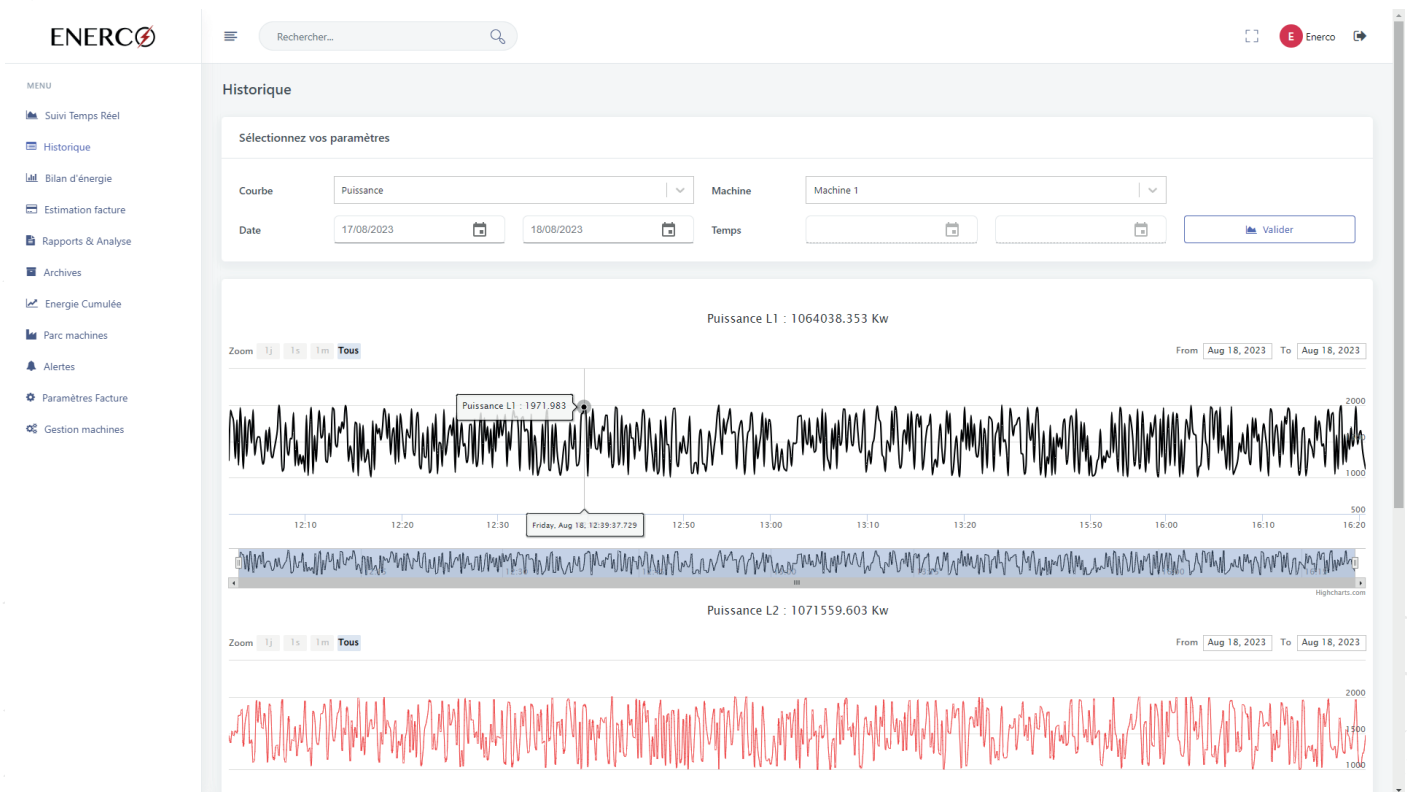 ENERCO
Rechercher...
E Enerco
MENU
Suivi Temps Réel
Historique
Bilan d'énergie
Estimation facture
Rapports & Analyse
Archives
Energie Cumulée
Parc machines
Alertes
Paramètres Facture
Gestion machines
Historique
Sélectionnez vos paramètres
Courbe Puissance Machine Machine 1
Date 17/08/2023 18/08/2023 Temps Valider
Puissance L1 : 1064038.353 Kw
Zoom 1j 1s 1m Tous From Aug 18, 2023 To Aug 18, 2023
Puissance L1 : 1971.983
2000
1000
500
12:10 12:20 12:30 Friday, Aug 18, 12:39:37.729 12:50 13:00 13:10 13:20 15:50 16:00 16:10 16:20
Highcharts.com
Puissance L2 : 1071559.603 Kw
Zoom 1j 1s 1m Tous From Aug 18, 2023 To Aug 18, 2023
2000
1500
1000